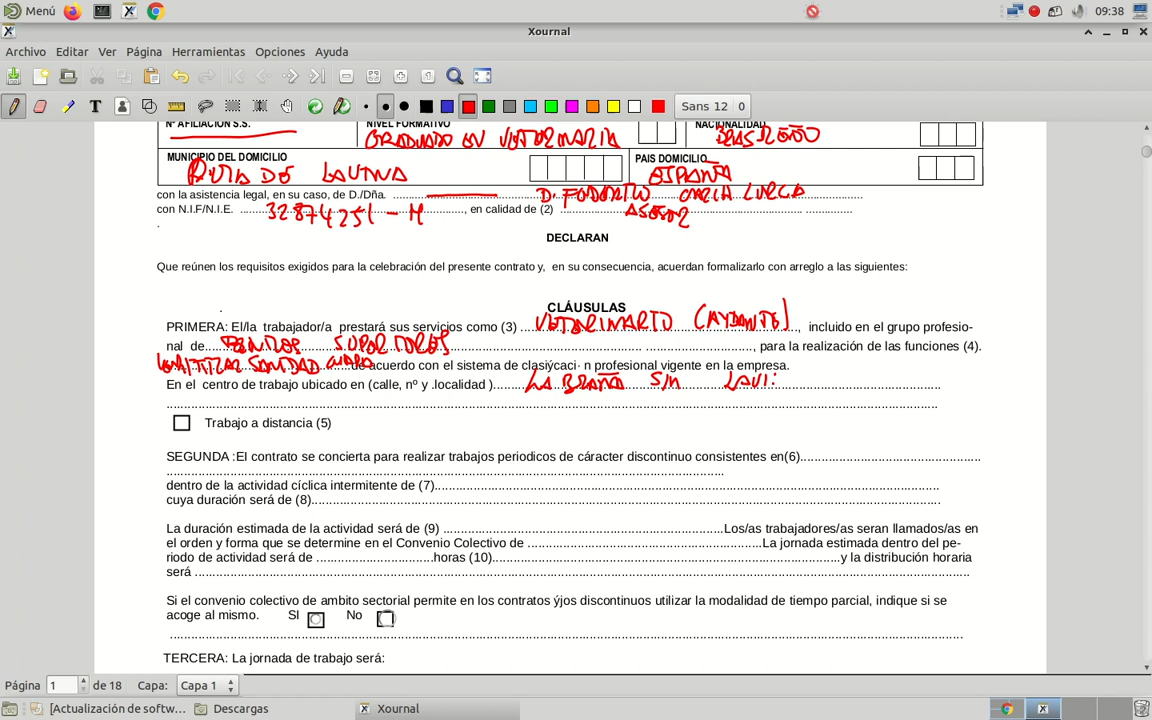 Menú 09:38
Xournal
Archivo Editar Ver Página Herramientas Opciones Ayuda
Sans 12 0
Nº AFILIACIÓN S.S. NIVEL FORMATIVO NACIONALIDAD
GRADUADO EN VETERINARIA BRASILEÑO
MUNICIPIO DEL DOMICILIO PAIS DOMICILIO
DE LAVIANA ESPAÑA
con la asistencia legal, en su caso, de D./Dña. D. FEDERICO GARCIA LORCA
con N.I.F/N.I.E. 32874251 - M, en calidad de (2) ASESOR
DECLARAN
Que reúnen los requisitos exigidos para la celebración del presente contrato y, en su consecuencia, acuerdan formalizarlo con arreglo a las siguientes:
CLÁUSULAS
PRIMERA: El/la trabajador/a prestará sus servicios como (3) VETERINARIO (AYDANTE), incluido en el grupo profesio-
nal de SUPERIORES, para la realización de las funciones (4).
SANIDAD de acuerdo con el sistema de clasiýcaci· n profesional vigente en la empresa.
En el centro de trabajo ubicado en (calle, nº y .localidad ) LA BRAÑA S/n LAVI
Trabajo a distancia (5)
SEGUNDA :El contrato se concierta para realizar trabajos periodicos de cáracter discontinuo consistentes en(6)
dentro de la actividad cíclica intermitente de (7)
cuya duración será de (8)
La duración estimada de la actividad será de (9) Los/as trabajadores/as seran llamados/as en
el orden y forma que se determine en el Convenio Colectivo de La jornada estimada dentro del pe-
riodo de actividad será de horas (10) y la distribución horaria
será
Si el convenio colectivo de ambito sectorial permite en los contratos ýjos discontinuos utilizar la modalidad de tiempo parcial, indique si se
acoge al mismo. SI No
TERCERA: La jornada de trabajo será:
Página 1 de 18 Capa: Capa 1
[Actualización de softw... Descargas Xournal